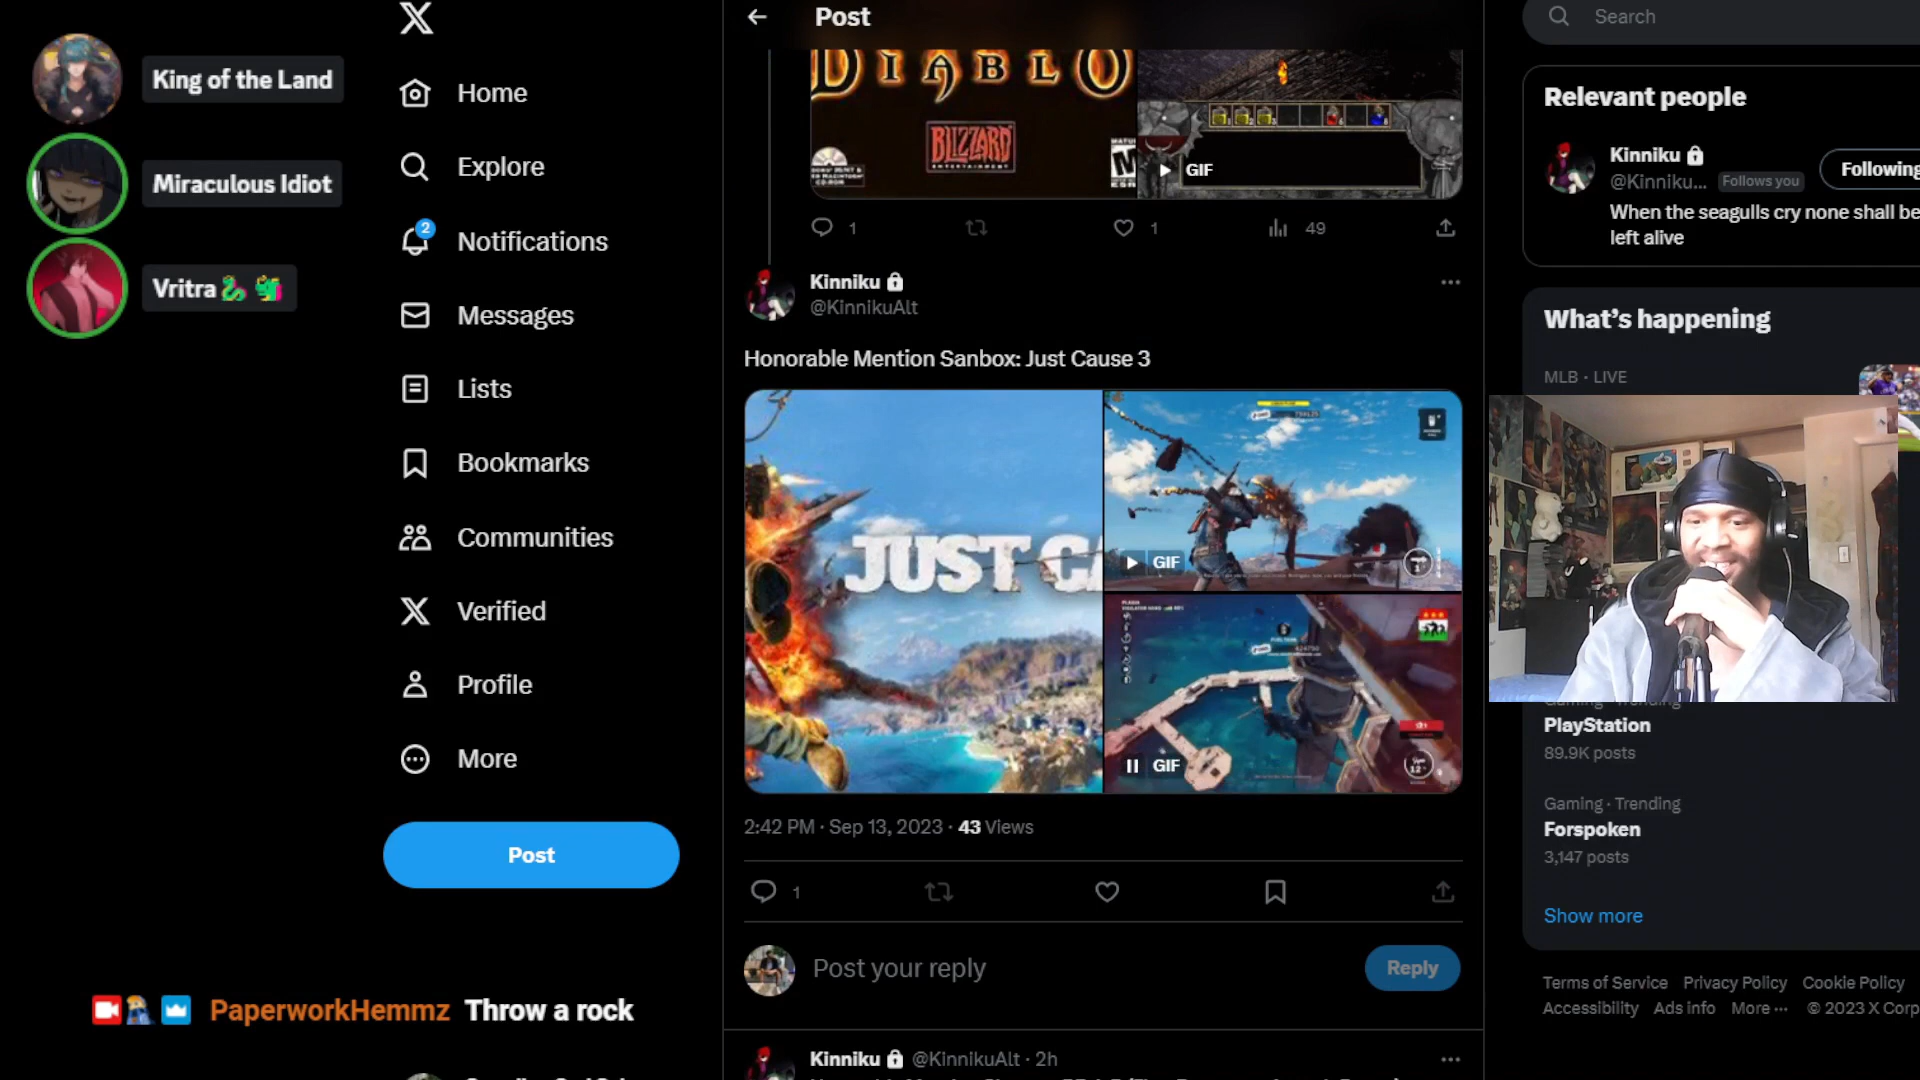 King of the Land
Miraculous Idiot
Vritra
Home
Explore
2
Notifications
Messages
Lists
Bookmarks
Communities
Verified
Profile
More
Post
PaperworkHemmz Throw a rock
Post
DIABLO
BLIZZARD
ENTERTAINMENT
GIF
1 1 49
Kinniku
@KinnikuAlt
Honorable Mention Sanbox: Just Cause 3
JUST CA
GIF
GIF
2:42 PM · Sep 13, 2023 · 43 Views
1
Post your reply
Reply
Kinniku @KinnikuAlt · 2h
Search
Relevant people
Kinniku
@Kinniku... Follows you
Following
When the seagulls cry none shall be
left alive
What's happening
MLB · LIVE
Gaming · Trending
PlayStation
89.9K posts
Gaming · Trending
Forspoken
3,147 posts
Show more
Terms of Service Privacy Policy Cookie Policy
Accessibility Ads info More ··· © 2023 X Corp